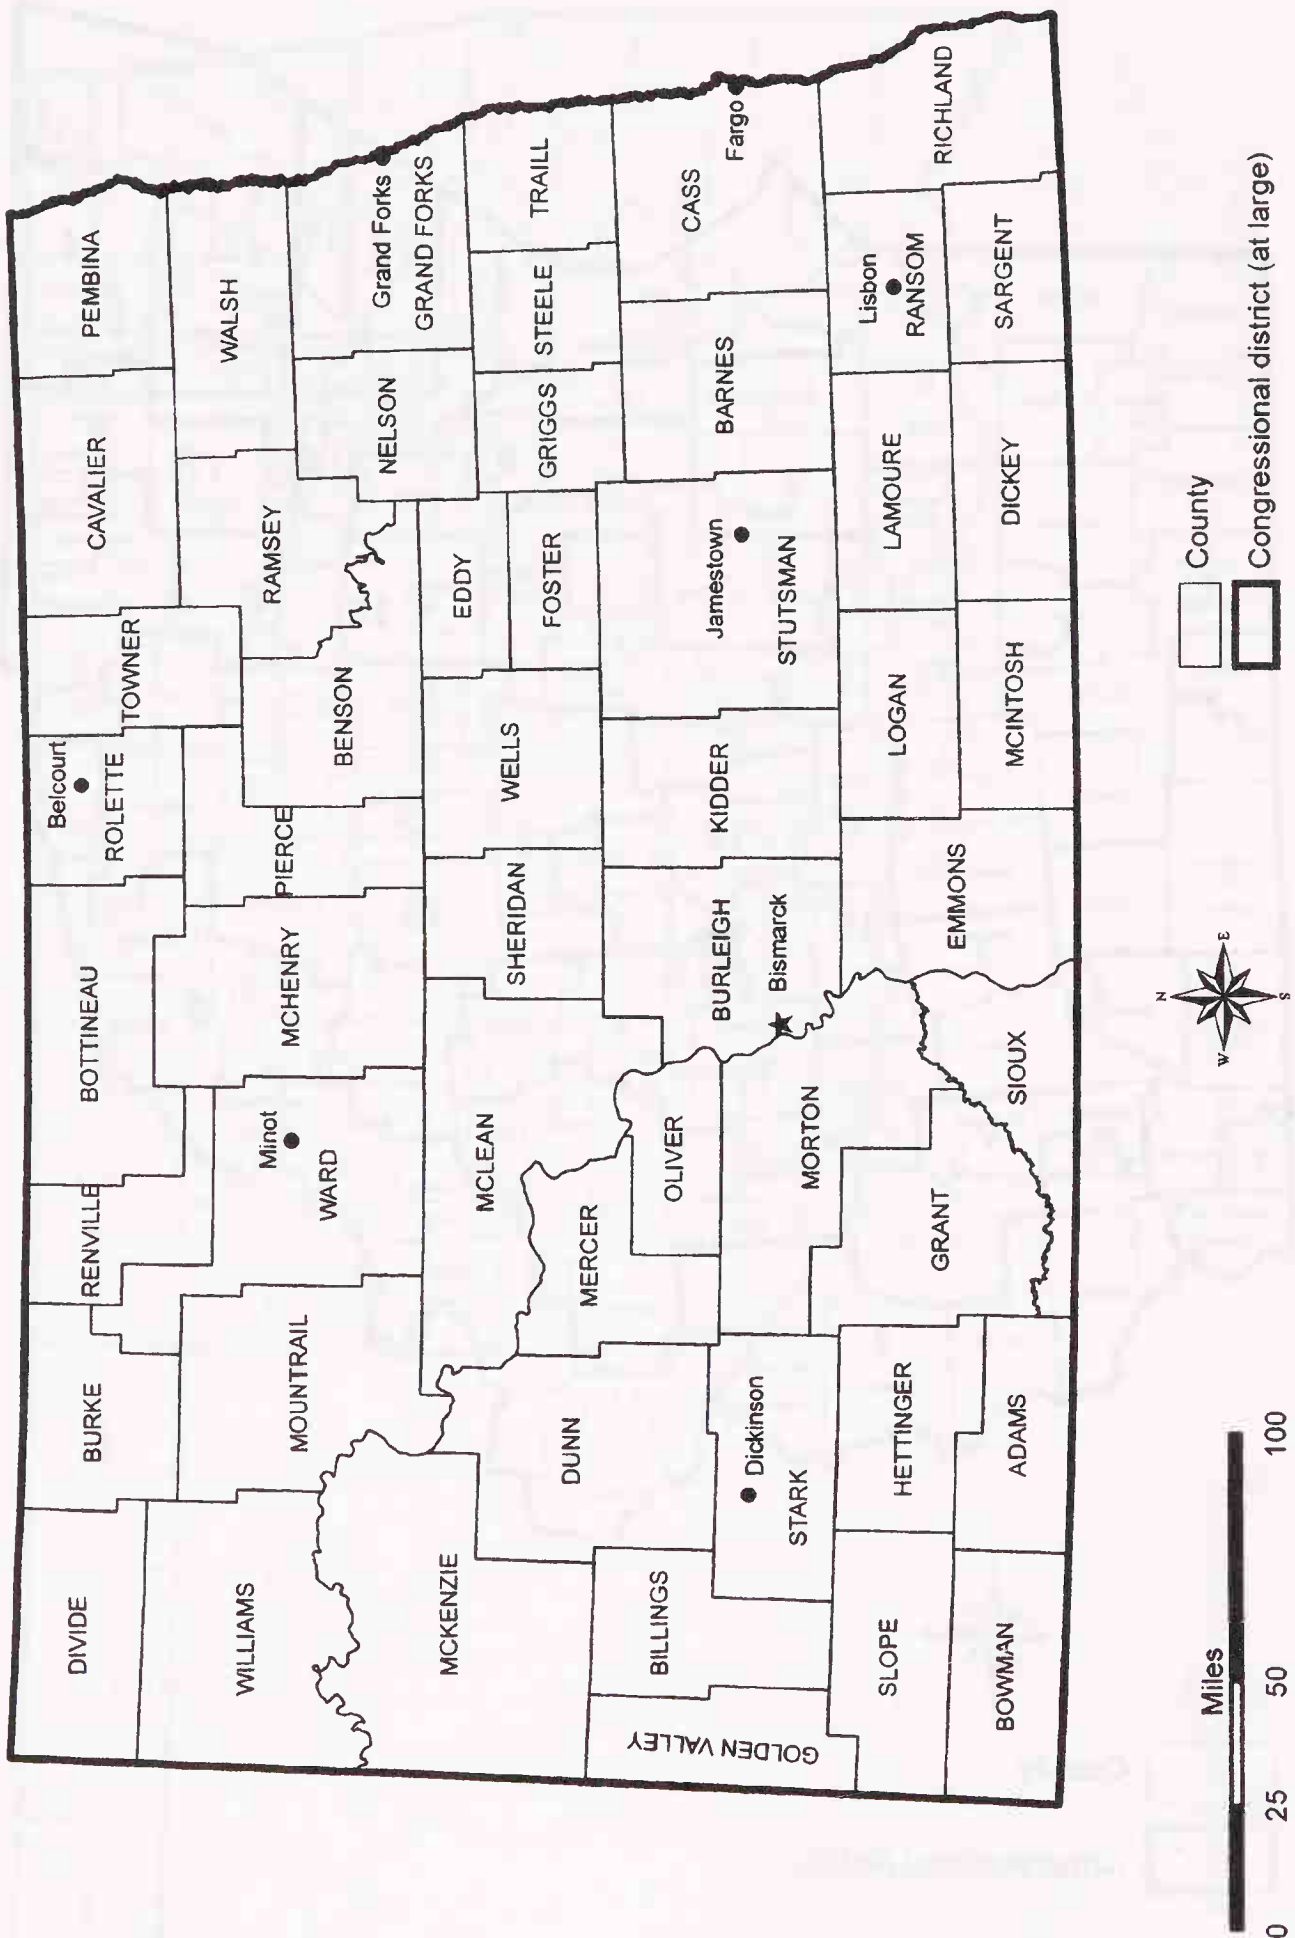 DIVIDE
BURKE
RENVILLE
BOTTINEAU
Belcourt
ROLETTE
TOWNER
CAVALIER
PEMBINA
WILLIAMS
MOUNTRAIL
Minot
WARD
MCHENRY
PIERCE
BENSON
RAMSEY
WALSH
NELSON
Grand Forks
GRAND FORKS
MCKENZIE
DUNN
MCLEAN
MERCER
OLIVER
SHERIDAN
WELLS
EDDY
FOSTER
GRIGGS
STEELE
TRAILL
GOLDEN VALLEY
BILLINGS
Dickinson
STARK
MORTON
BURLEIGH
Bismarck
KIDDER
Jamestown
STUTSMAN
BARNES
CASS
Fargo
SLOPE
HETTINGER
GRANT
SIOUX
EMMONS
LOGAN
LAMOURE
Lisbon
RANSOM
RICHLAND
BOWMAN
ADAMS
MCINTOSH
DICKEY
SARGENT
Miles
0 25 50 100
N
W E
S
County
Congressional district (at large)